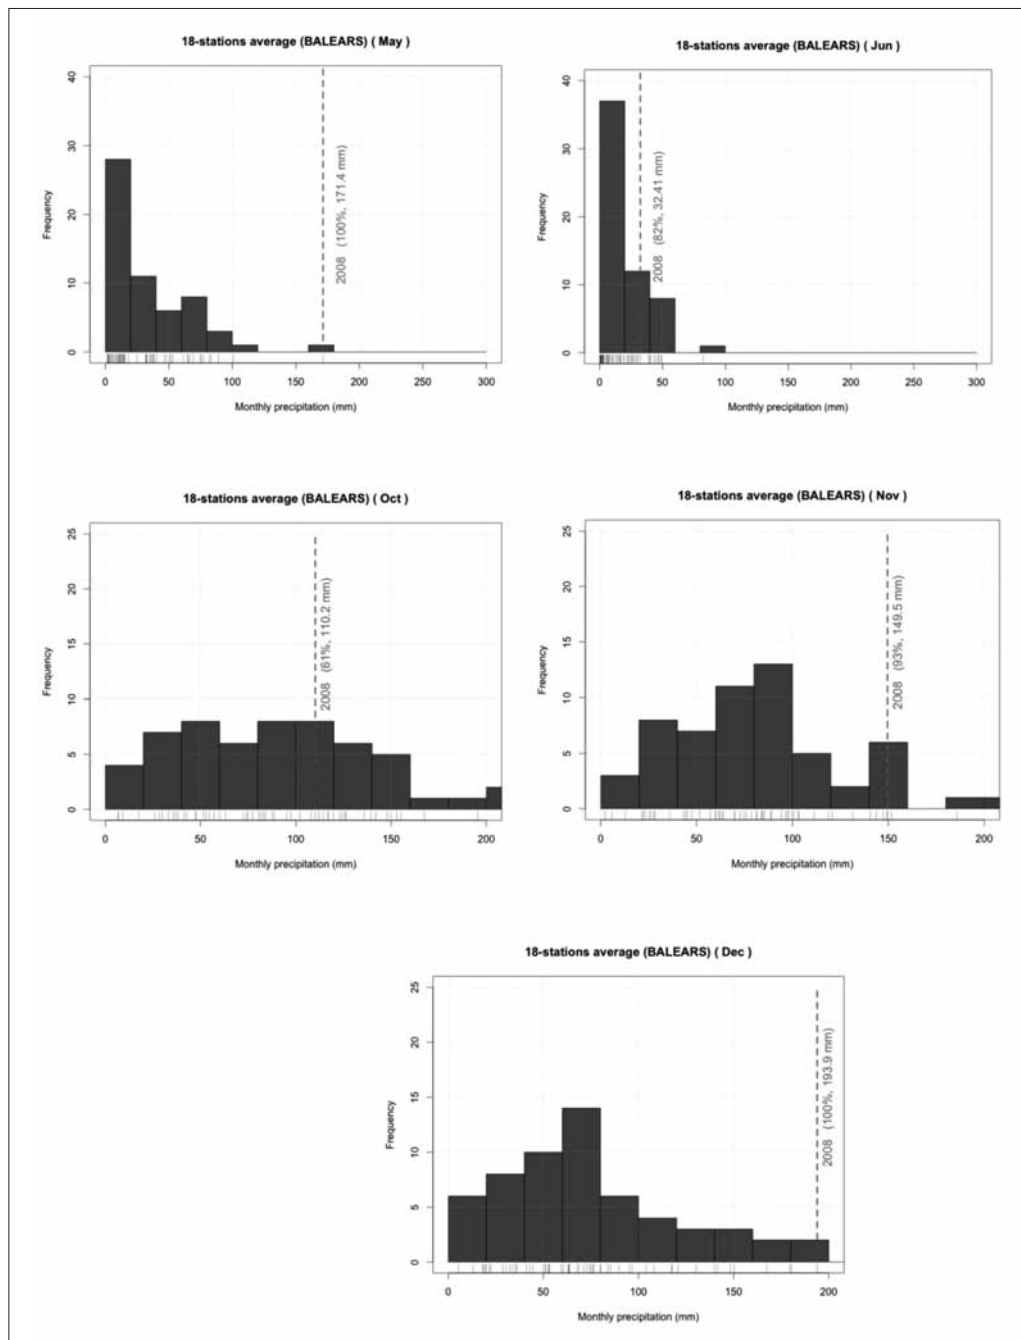 18-stations average (BALEARS) ( May )
Frequency
40
30
20
10
0
2008 (100%, 171.4 mm)
0 50 100 150 200 250 300
Monthly precipitation (mm)
18-stations average (BALEARS) ( Jun )
Frequency
40
30
20
10
0
2008 (82%, 32.41 mm)
0 50 100 150 200 250 300
Monthly precipitation (mm)
18-stations average (BALEARS) ( Oct )
Frequency
25
20
15
10
5
0
2008 (61%, 110.2 mm)
0 50 100 150 200
Monthly precipitation (mm)
18-stations average (BALEARS) ( Nov )
Frequency
25
20
15
10
5
0
2008 (93%, 149.5 mm)
0 50 100 150 200
Monthly precipitation (mm)
18-stations average (BALEARS) ( Dec )
Frequency
25
20
15
10
5
0
2008 (100%, 193.9 mm)
0 50 100 150 200
Monthly precipitation (mm)